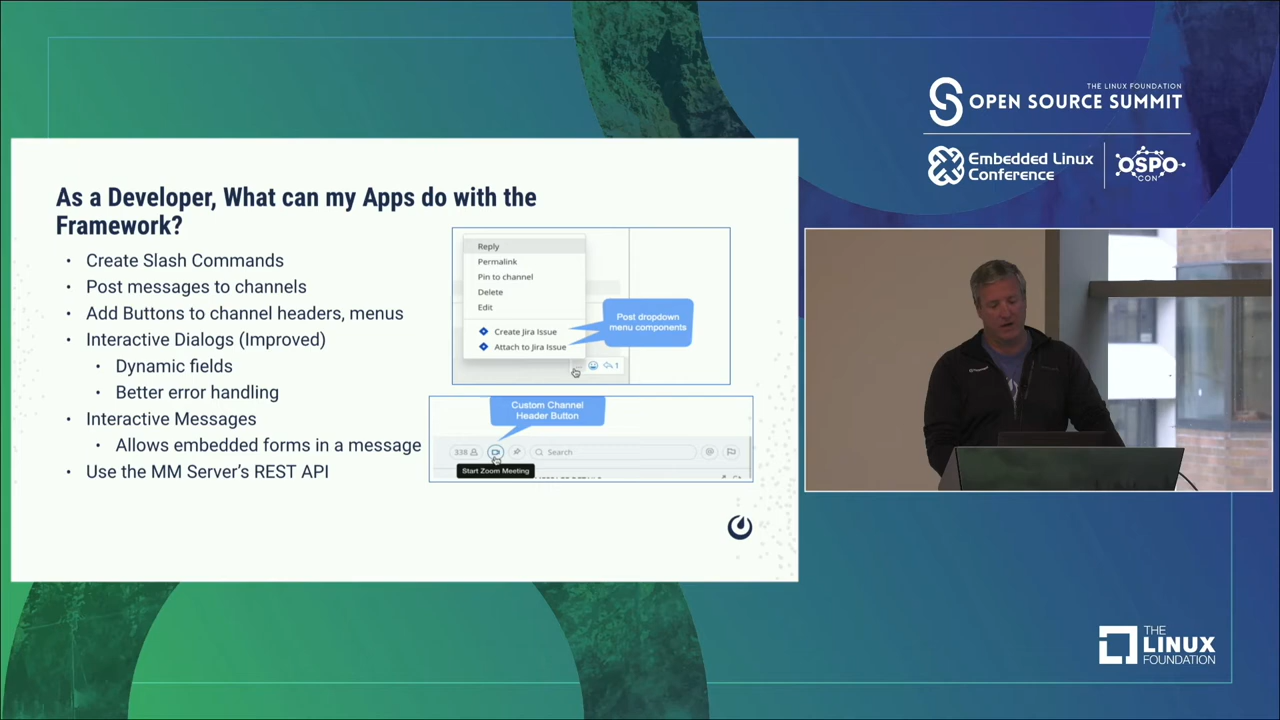 THE LINUX FOUNDATION
OPEN SOURCE SUMMIT
Embedded Linux
Conference
OSPO
CON
As a Developer, What can my Apps do with the
Framework?
• Create Slash Commands
• Post messages to channels
• Add Buttons to channel headers, menus
• Interactive Dialogs (Improved)
• Dynamic fields
• Better error handling
• Interactive Messages
• Allows embedded forms in a message
• Use the MM Server's REST API
Reply
Permalink
Pin to channel
Delete
Edit
Create Jira Issue
Attach to Jira Issue
Post dropdown
menu components
1
Custom Channel
Header Button
338
Search
@
Start Zoom Meeting
THE
LINUX
FOUNDATION